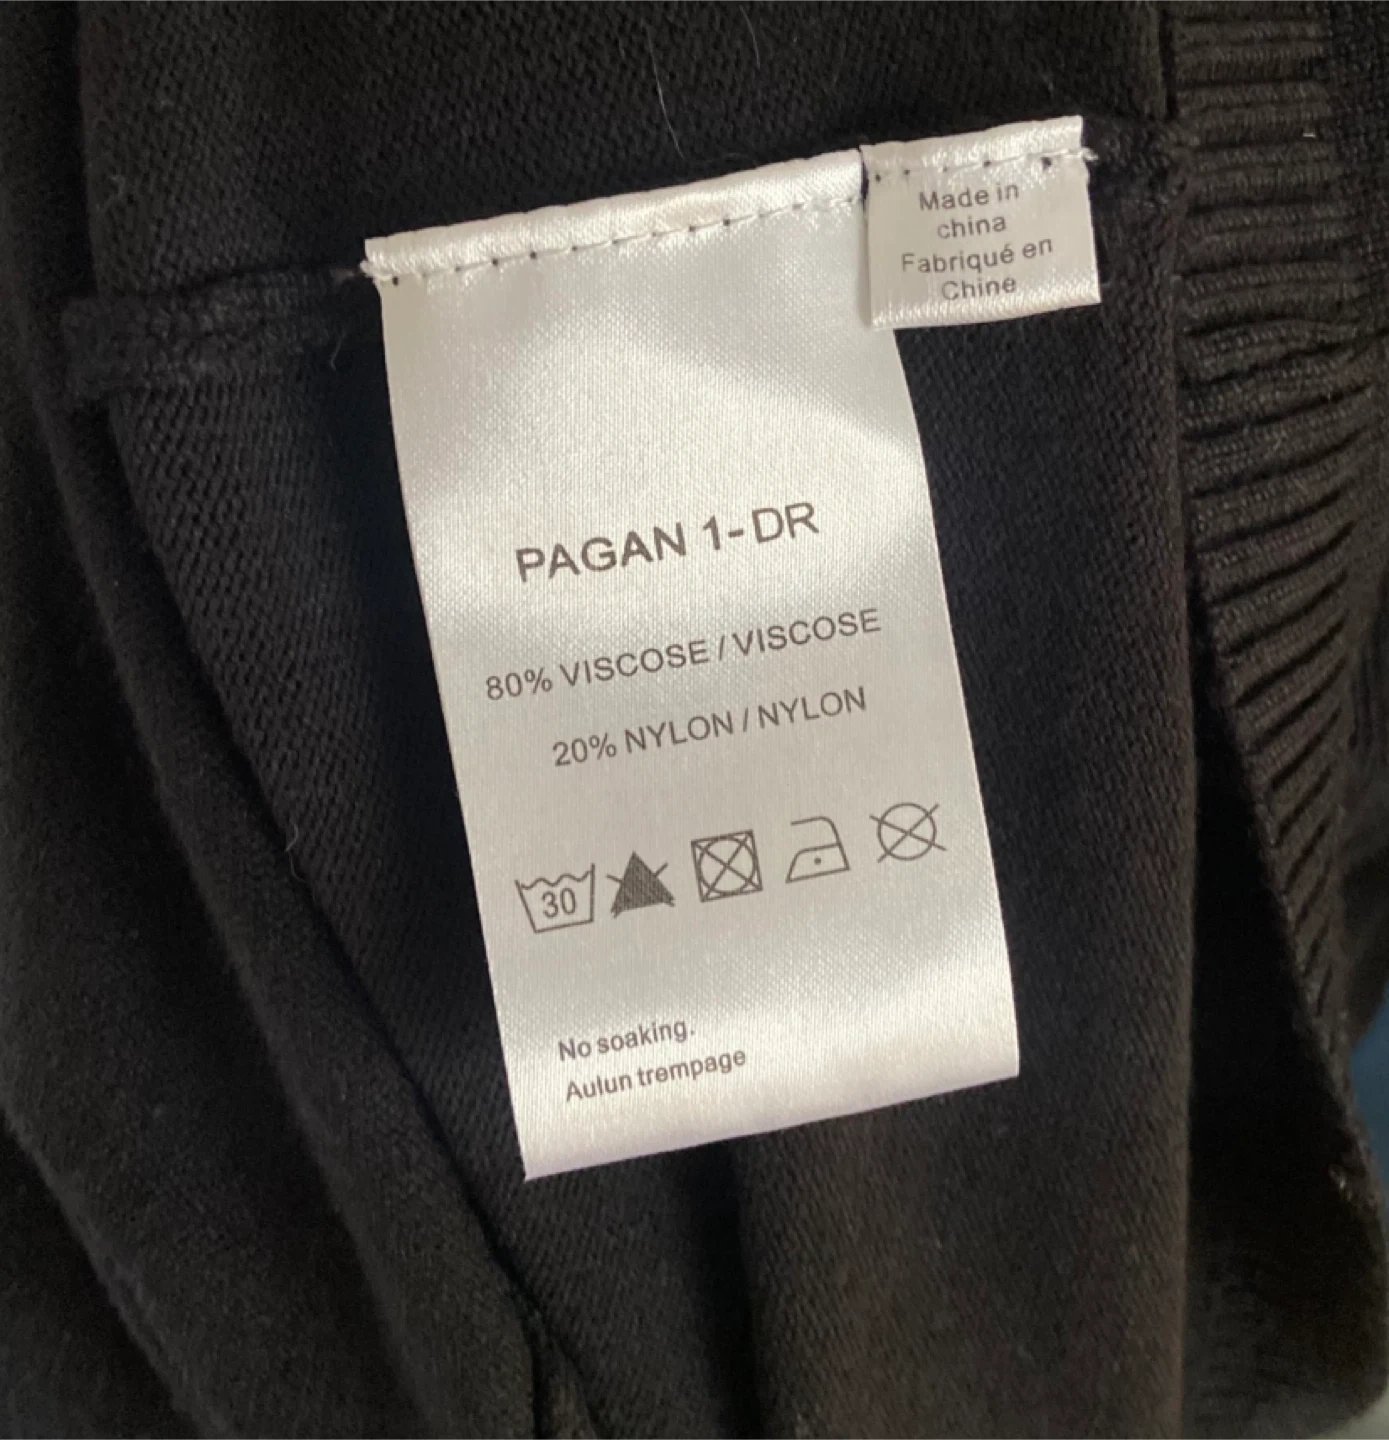 Made in
china
Fabriqué en
Chine
PAGAN 1-DR
80% VISCOSE / VISCOSE
20% NYLON / NYLON
30
No soaking.
Aulun trempage